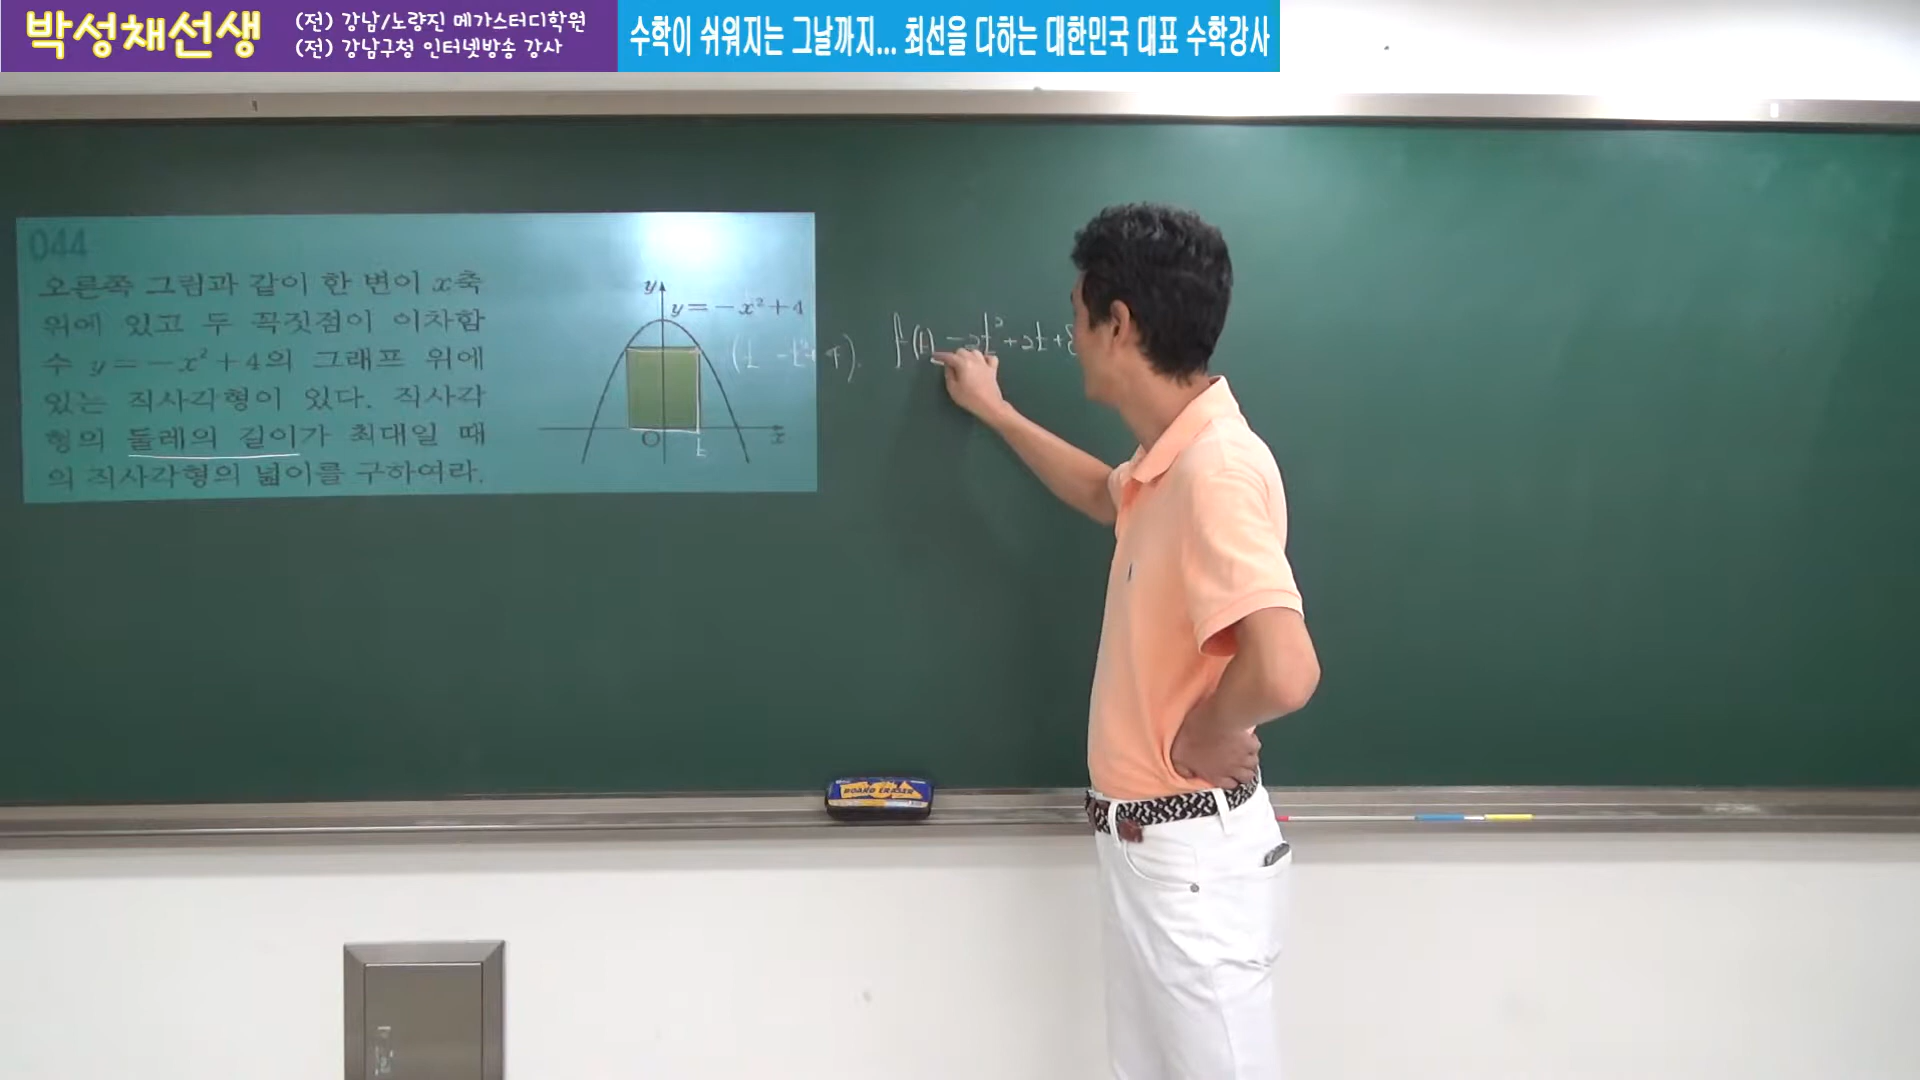 박성채선생
(전) 강남/노량진 메가스터디학원
(전) 강남구청 인터넷방송 강사
수학이 쉬워지는 그날까지... 최선을 다하는 대한민국 대표 수학강사
044
오른쪽 그림과 같이 한 변이 x축
위에 있고 두 꼭짓점이 이차함
수 y=-x²+4의 그래프 위에
있는 직사각형이 있다. 직사각
형의 둘레의 길이가 최대일 때
의 직사각형의 넓이를 구하여라.
y
y=-x²+4
O
x
t
(t -t²+4).
f(t) -2t²+2t+8
BOARD ERASER